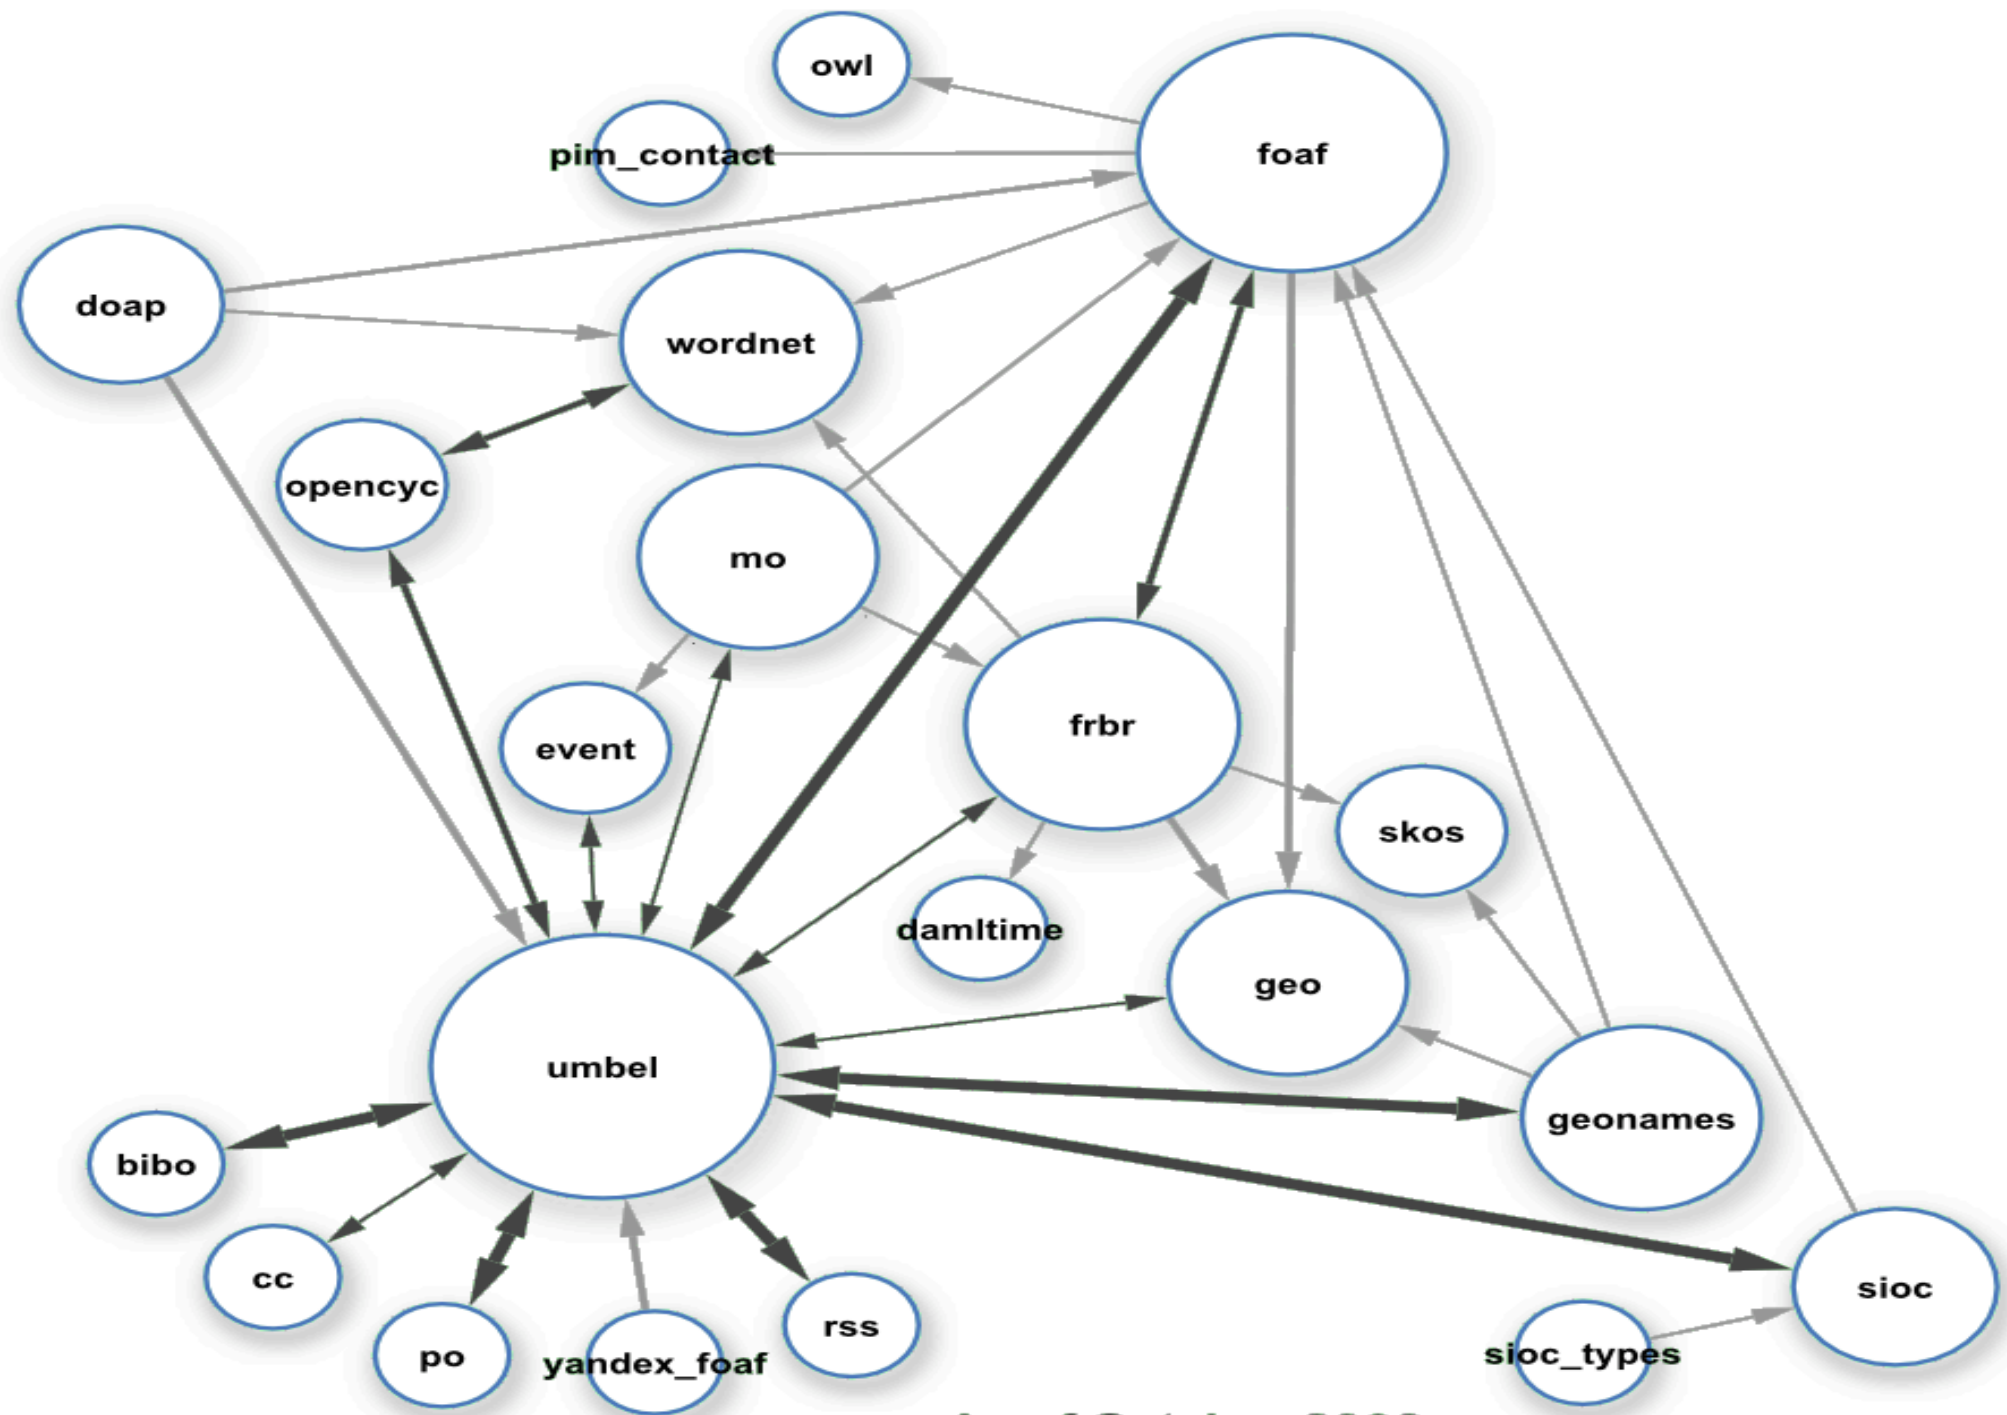 owl
foaf
pim_contact
doap
wordnet
opencyc
mo
event
frbr
skos
damltime
geo
umbel
geonames
bibo
cc
sioc
po
yandex_foaf
rss
sioc_types